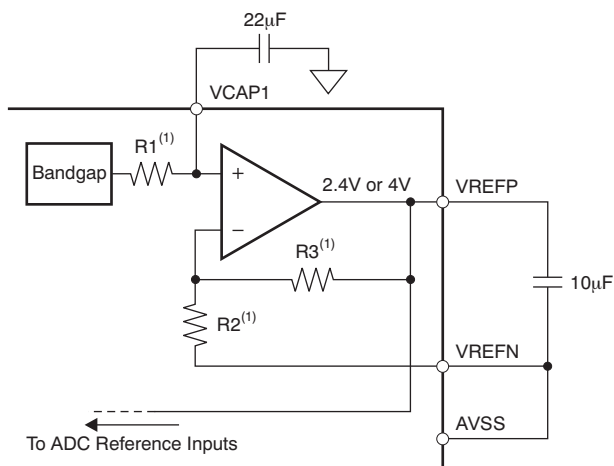 22μF
VCAP1
R1(1)
Bandgap
+
2.4V or 4V
VREFP
−
R3(1)
10μF
R2(1)
VREFN
AVSS
To ADC Reference Inputs